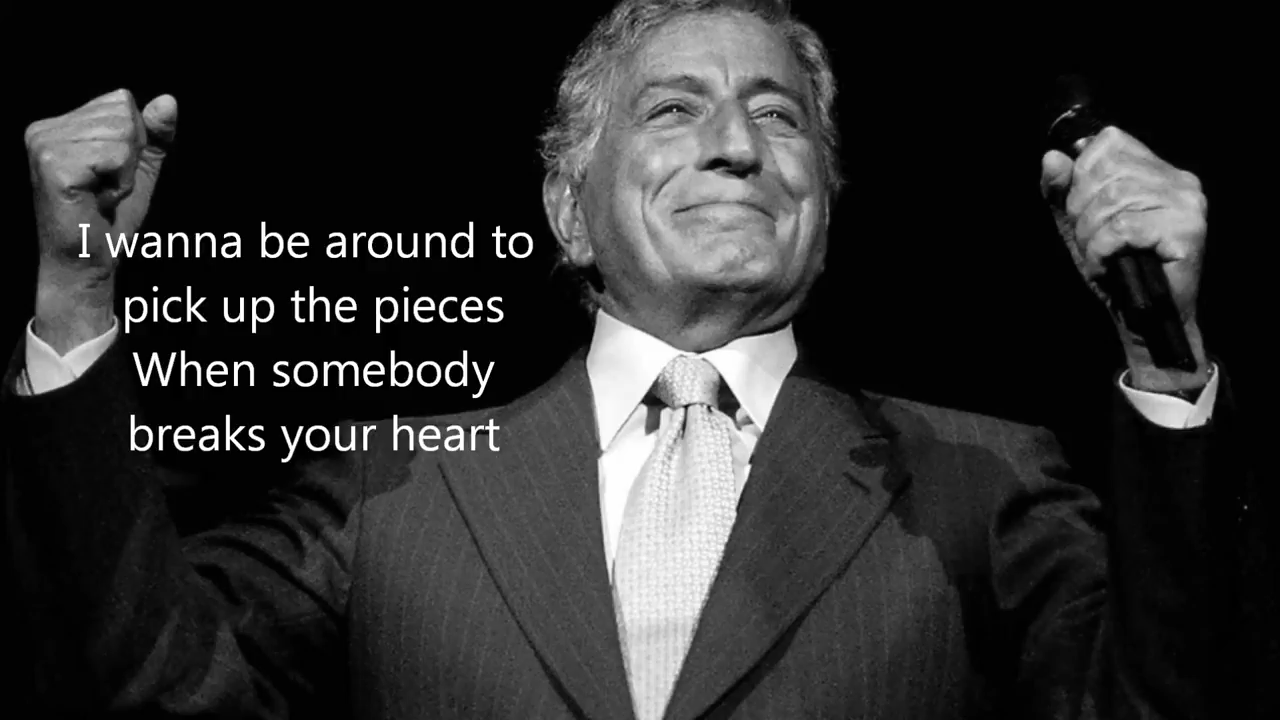 I wanna be around to
pick up the pieces
When somebody
breaks your heart